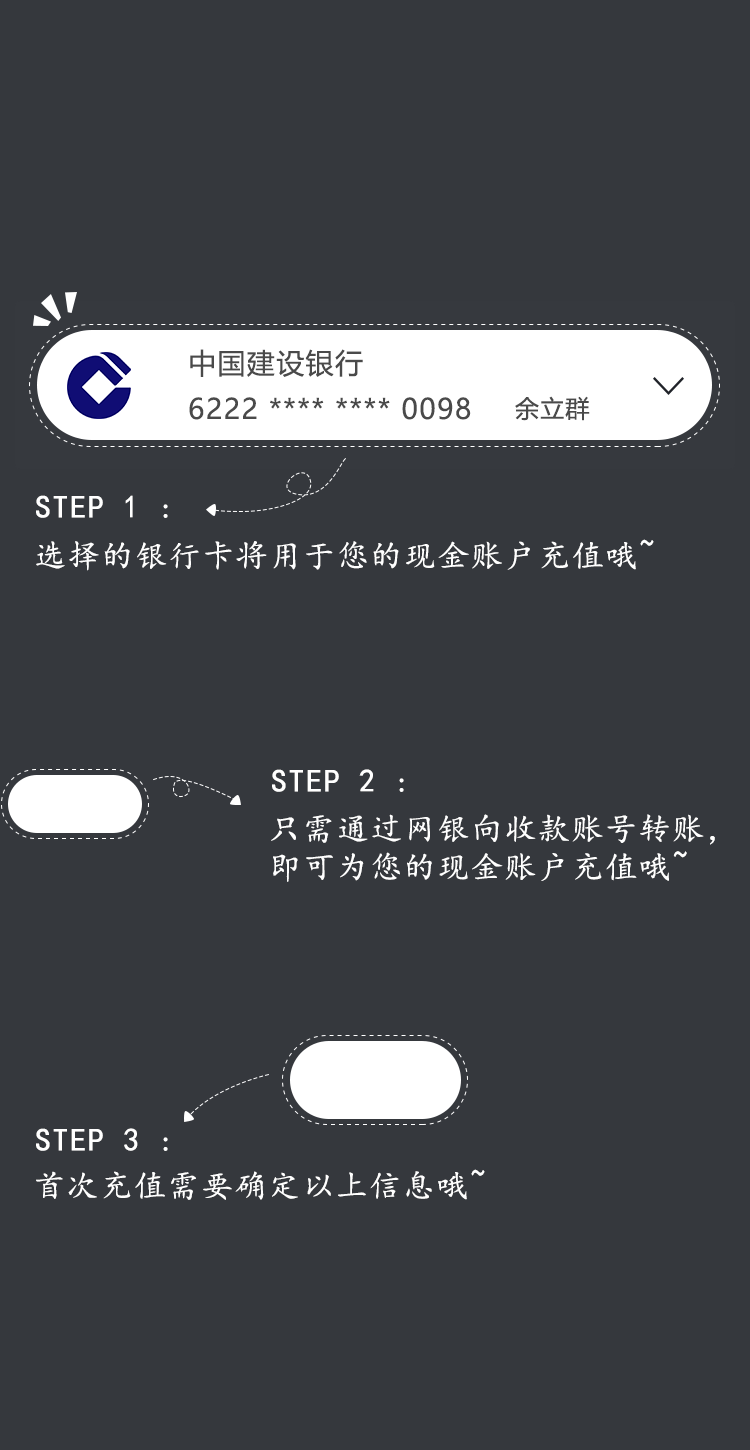 中国建设银行
6222 **** **** 0098 余立群
STEP 1 :
选择的银行卡将用于您的现金账户充值哦~
STEP 2 :
只需通过网银向收款账号转账，
即可为您的现金账户充值哦~
STEP 3 :
首次充值需要确定以上信息哦~